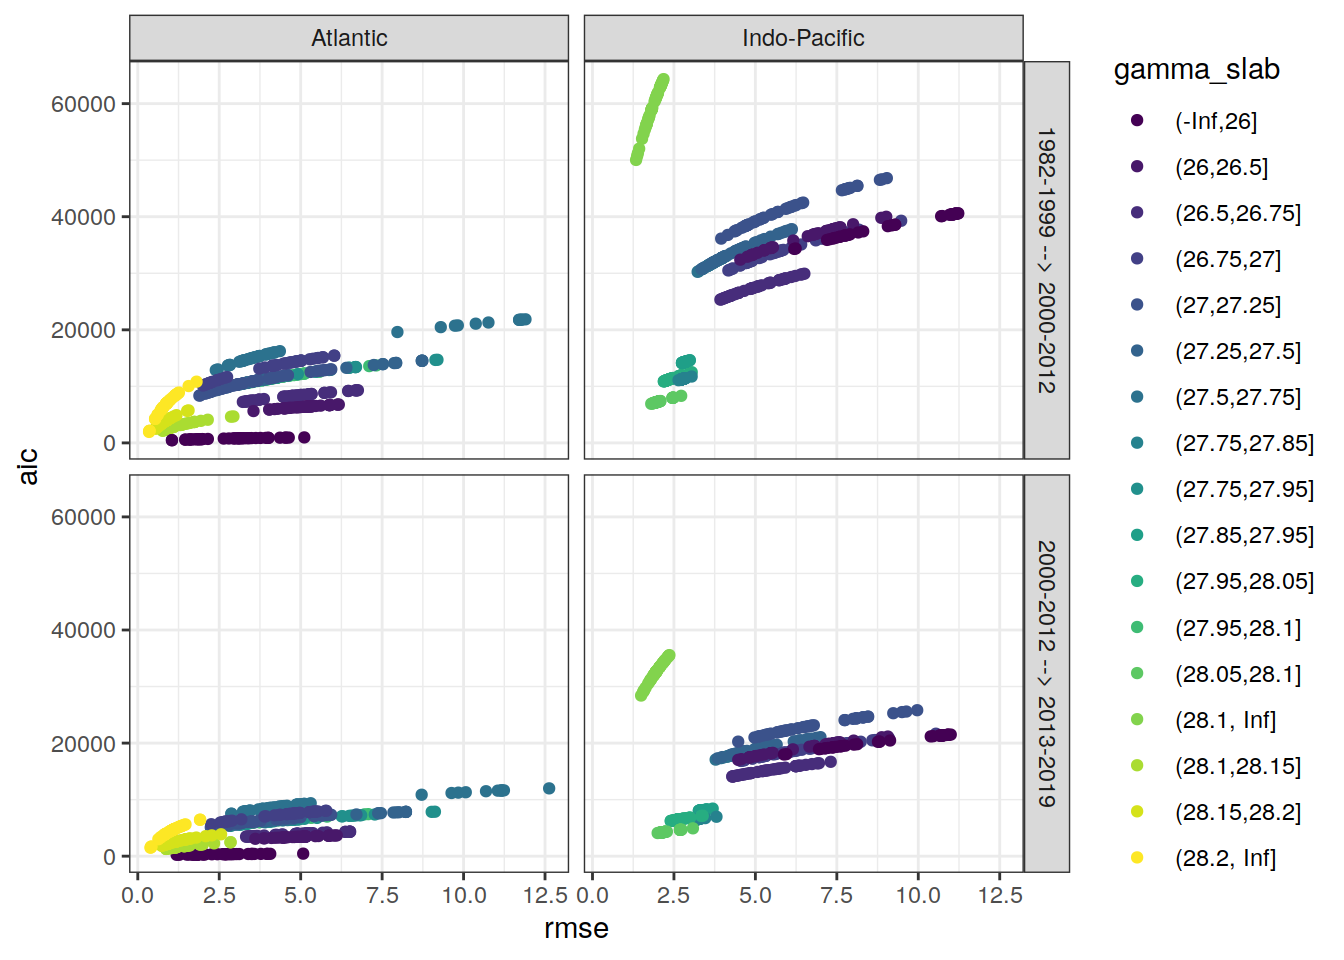 Atlantic
Indo-Pacific
gamma_slab
(-Inf,26]
(26,26.5]
(26.5,26.75]
(26.75,27]
(27,27.25]
(27.25,27.5]
(27.5,27.75]
(27.75,27.85]
(27.75,27.95]
(27.85,27.95]
(27.95,28.05]
(27.95,28.1]
(28.05,28.1]
(28.1, Inf]
(28.1,28.15]
(28.15,28.2]
(28.2, Inf]
1982-1999 --> 2000-2012
2000-2012 --> 2013-2019
aic
60000
40000
20000
0
60000
40000
20000
0
0.0 2.5 5.0 7.5 10.0 12.5 0.0 2.5 5.0 7.5 10.0 12.5
rmse